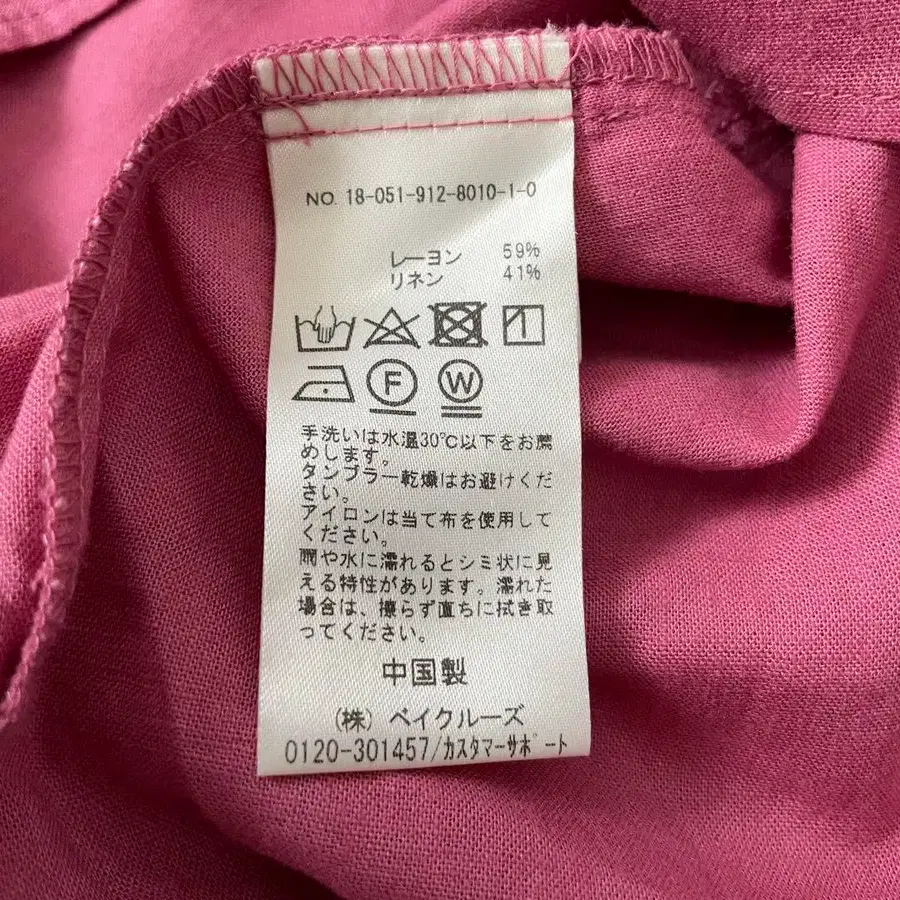 NO. 18-051-912-8010-1-0
レーヨン 59%
リネン 41%
F W
手洗いは水温30℃以下をお薦
めします。
タンブラー乾燥はお避けくだ
さい。
アイロンは当て布を使用して
ください。
雨や水に濡れるとシミ状に見
える特性があります。濡れた
場合は、擦らず直ちに拭き取
ってください。
中国製
(株) ベイクルーズ
0120-301457/カスタマーサポート